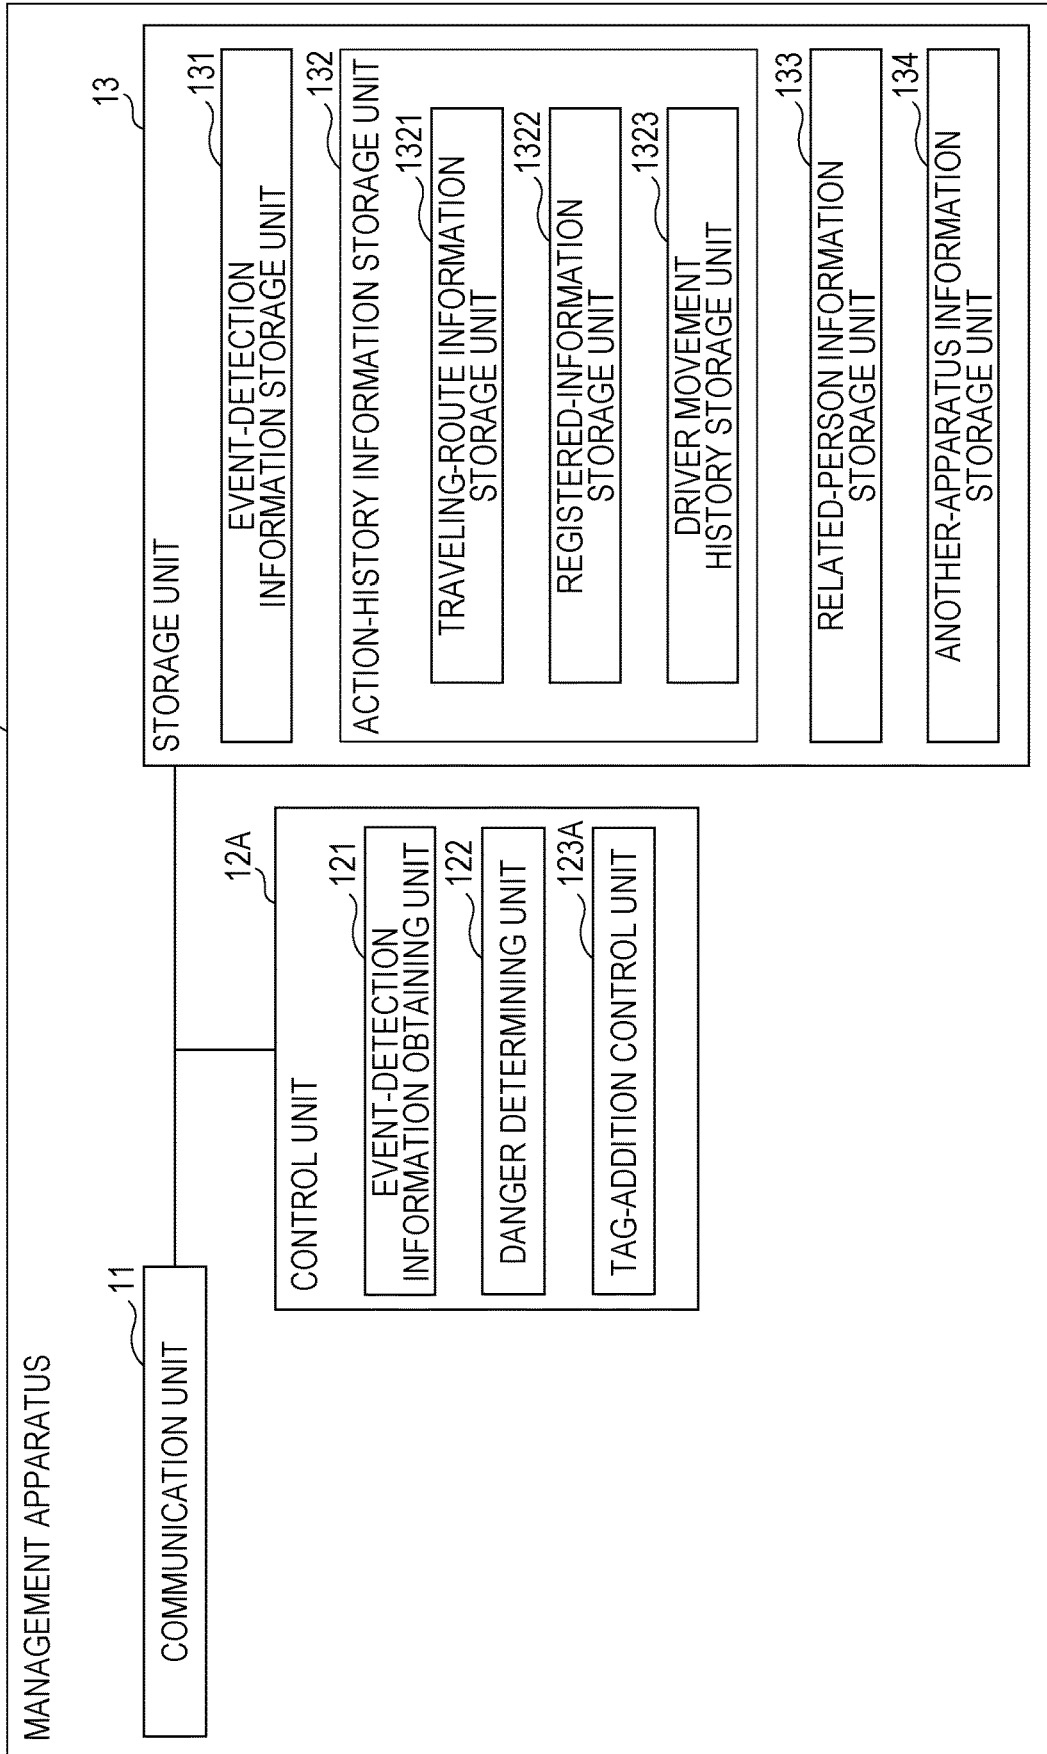 MANAGEMENT APPARATUS
11
COMMUNICATION UNIT
12A
CONTROL UNIT
121
EVENT-DETECTION
INFORMATION OBTAINING UNIT
122
DANGER DETERMINING UNIT
123A
TAG-ADDITION CONTROL UNIT
13
STORAGE UNIT
131
EVENT-DETECTION
INFORMATION STORAGE UNIT
132
ACTION-HISTORY INFORMATION STORAGE UNIT
1321
TRAVELING-ROUTE INFORMATION
STORAGE UNIT
1322
REGISTERED-INFORMATION
STORAGE UNIT
1323
DRIVER MOVEMENT
HISTORY STORAGE UNIT
133
RELATED-PERSON INFORMATION
STORAGE UNIT
134
ANOTHER-APPARATUS INFORMATION
STORAGE UNIT